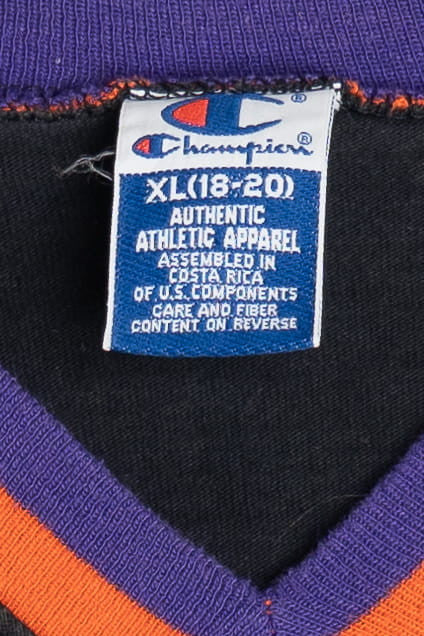 ®
Champion®
XL(18-20)
AUTHENTIC
ATHLETIC APPAREL
ASSEMBLED IN
COSTA RICA
OF U.S. COMPONENTS
CARE AND FIBER
CONTENT ON REVERSE